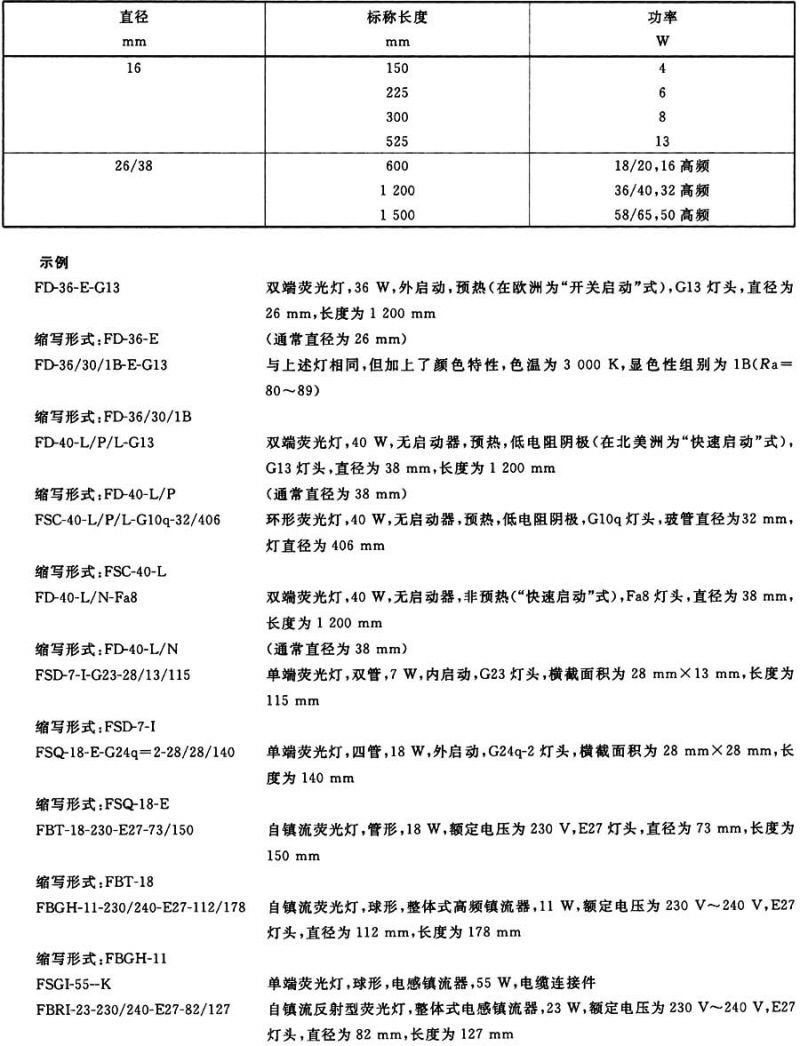 直径 标称长度 功率
mm mm W
16 150 4
225 6
300 8
525 13
26/38 600 18/20,16 高频
1 200 36/40,32 高频
1 500 58/65,50 高频
示例
FD-36-E-G13 双端荧光灯,36 W,外启动,预热(在欧洲为“开关启动”式),G13 灯头,直径为
26 mm,长度为 1 200 mm
缩写形式:FD-36-E (通常直径为 26 mm)
FD-36/30/1B-E-G13 与上述灯相同,但加上了颜色特性,色温为 3 000 K,显色性组别为 1B(Ra=
80~89)
缩写形式:FD-36/30/1B
FD-40-L/P/L-G13 双端荧光灯,40 W,无启动器,预热,低电阻阴极(在北美洲为“快速启动”式),
G13 灯头,直径为 38 mm,长度为 1 200 mm
缩写形式:FD-40-L/P (通常直径为 38 mm)
FSC-40-L/P/L-G10q-32/406 环形荧光灯,40 W,无启动器,预热,低电阻阴极,G10q 灯头,玻管直径为32 mm,
灯直径为 406 mm
缩写形式:FSC-40-L
FD-40-L/N-Fa8 双端荧光灯,40 W,无启动器,非预热(“快速启动”式),Fa8 灯头,直径为 38 mm,
长度为 1 200 mm
缩写形式:FD-40-L/N (通常直径为 38 mm)
FSD-7-I-G23-28/13/115 单端荧光灯,双管,7 W,内启动,G23 灯头,横截面积为 28 mm×13 mm,长度为
115 mm
缩写形式:FSD-7-I
FSQ-18-E-G24q=2-28/28/140 单端荧光灯,四管,18 W,外启动,G24q-2 灯头,横截面积为 28 mm×28 mm,长
度为 140 mm
缩写形式:FSQ-18-E
FBT-18-230-E27-73/150 自镇流荧光灯,管形,18 W,额定电压为 230 V,E27 灯头,直径为 73 mm,长度为
150 mm
缩写形式:FBT-18
FBGH-11-230/240-E27-112/178 自镇流荧光灯,球形,整体式高频镇流器,11 W,额定电压为 230 V~240 V,E27
灯头,直径为 112 mm,长度为 178 mm
缩写形式:FBGH-11
FSGI-55--K 单端荧光灯,球形,电感镇流器,55 W,电缆连接件
FBRI-23-230/240-E27-82/127 自镇流反射型荧光灯,整体式电感镇流器,23 W,额定电压为 230 V~240 V,E27
灯头,直径为 82 mm,长度为 127 mm